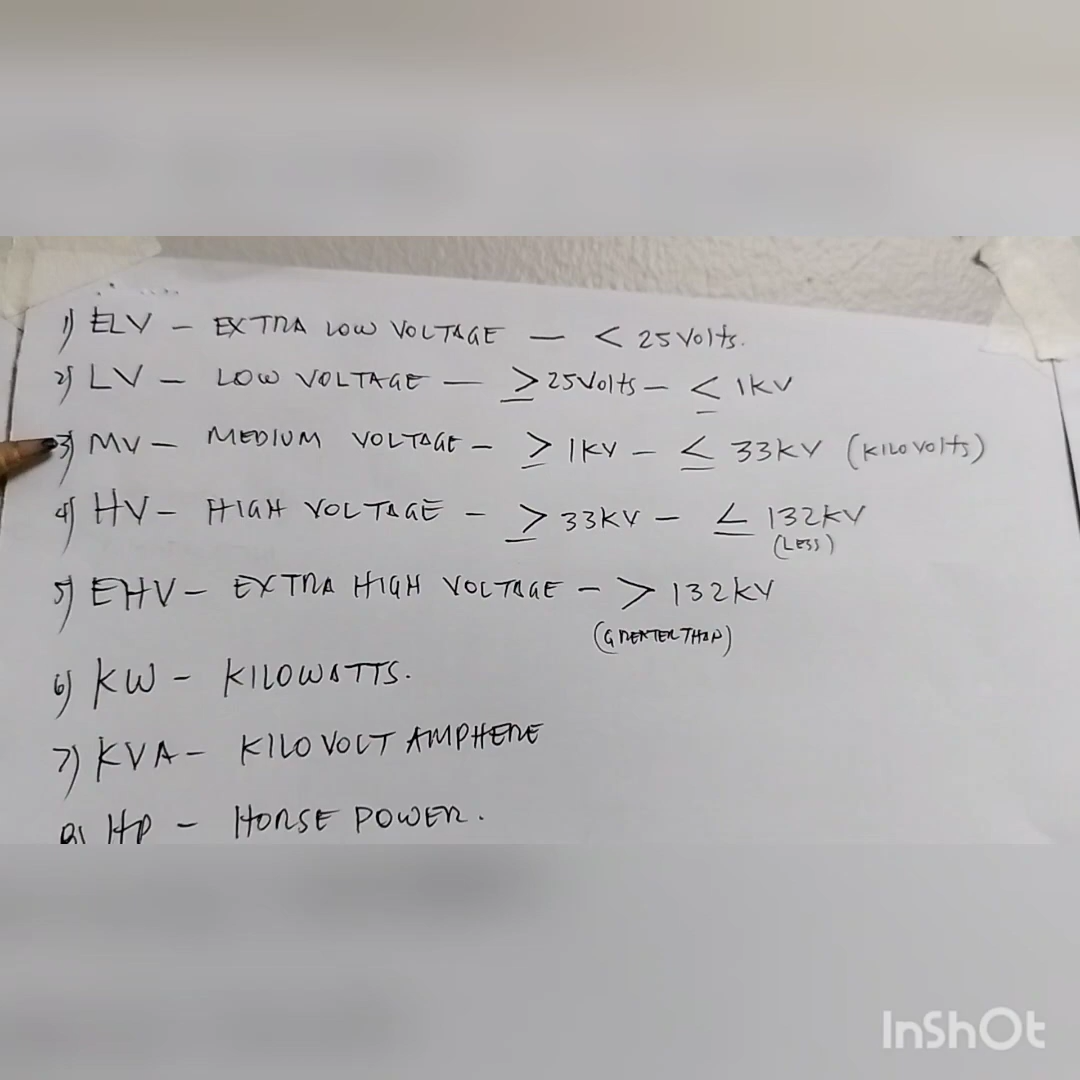 1) ELV - EXTRA LOW VOLTAGE - < 25 Volts.
2) LV - LOW VOLTAGE - ≥ 25 Volts - ≤ 1KV
3) MV - MEDIUM VOLTAGE - ≥ 1KV - ≤ 33KV (KILOVOLTS)
4) HV - HIGH VOLTAGE - ≥ 33KV - ≤ 132KV
(LESS)
5) EHV - EXTRA HIGH VOLTAGE - > 132KV
(GREATER THAN)
6) KW - KILOWATTS.
7) KVA - KILO VOLT AMPHERE
8) HP - HORSE POWER.
InShOt